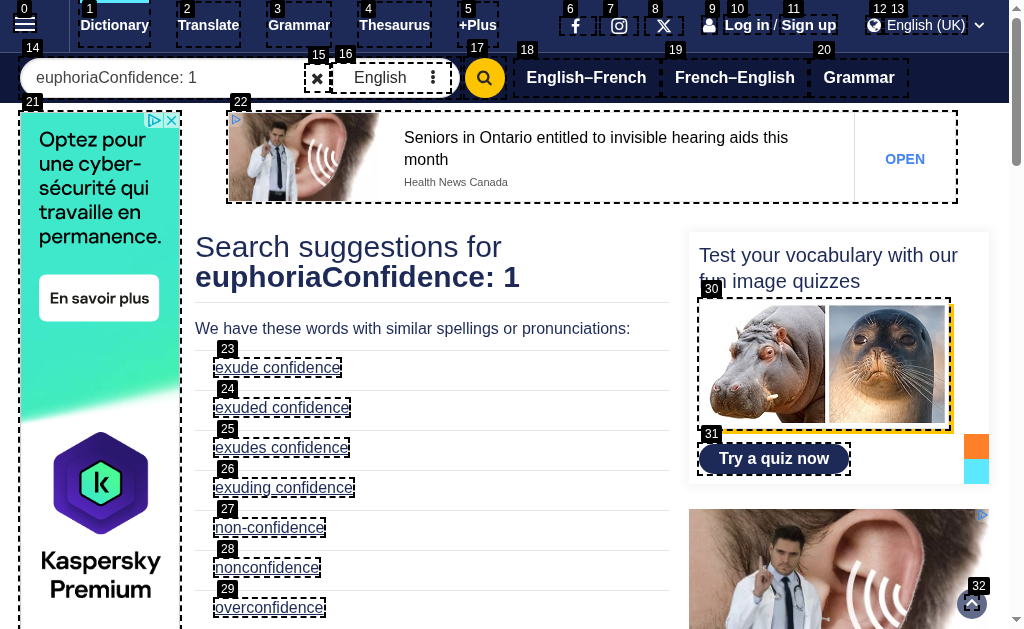 0 1 2 3 4 5 6 7 8 9 10 11 12 13
Dictionary Translate Grammar Thesaurus +Plus Log in / Sign up English (UK)
14 15 16 17 18 19 20
euphoriaConfidence: 1 English English–French French–English Grammar
21 22
Optez pour
une cyber-
sécurité qui
travaille en
permanence.
En savoir plus
Kaspersky
Premium
Seniors in Ontario entitled to invisible hearing aids this
month
Health News Canada
OPEN
Search suggestions for
euphoriaConfidence: 1
We have these words with similar spellings or pronunciations:
23
exude confidence
24
exuded confidence
25
exudes confidence
26
exuding confidence
27
non-confidence
28
nonconfidence
29
overconfidence
Test your vocabulary with our
fun image quizzes
30
31
Try a quiz now
32